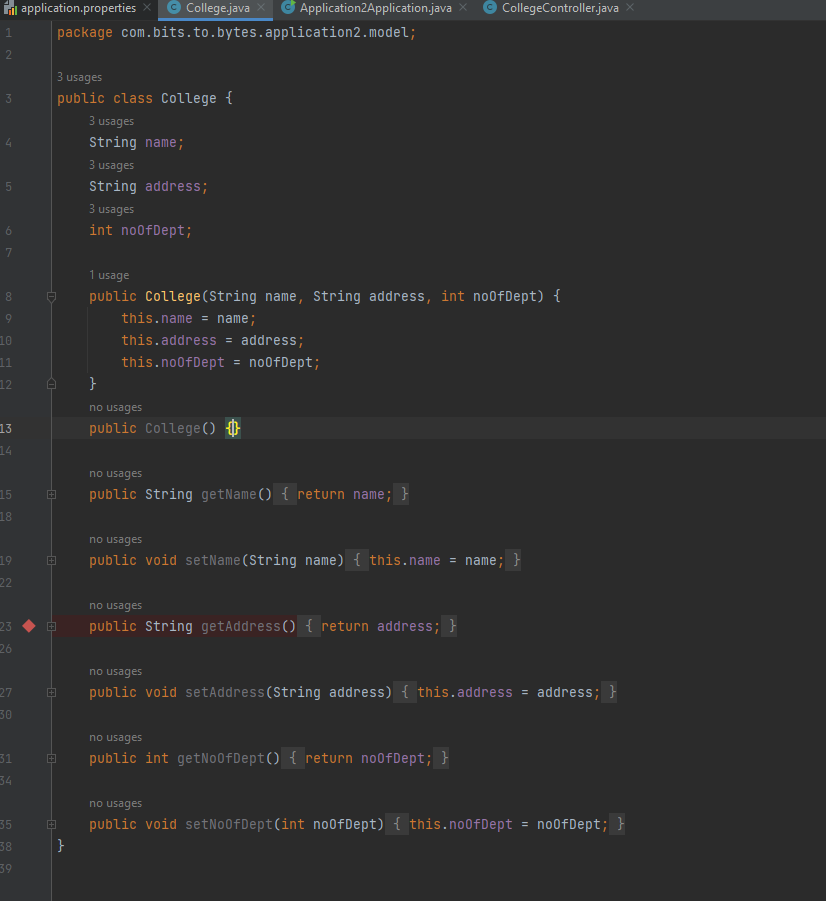 application.properties College.java Application2Application.java CollegeController.java
1 package com.bits.to.bytes.application2.model;
2
3 usages
3 public class College {
3 usages
4 String name;
3 usages
5 String address;
3 usages
6 int noOfDept;
7
1 usage
8 public College(String name, String address, int noOfDept) {
9 this.name = name;
10 this.address = address;
11 this.noOfDept = noOfDept;
12 }
no usages
13 public College() {}
14
no usages
15 public String getName() { return name; }
18
no usages
19 public void setName(String name) { this.name = name; }
22
no usages
23 public String getAddress() { return address; }
26
no usages
27 public void setAddress(String address) { this.address = address; }
30
no usages
31 public int getNoOfDept() { return noOfDept; }
34
no usages
35 public void setNoOfDept(int noOfDept) { this.noOfDept = noOfDept; }
38 }
39